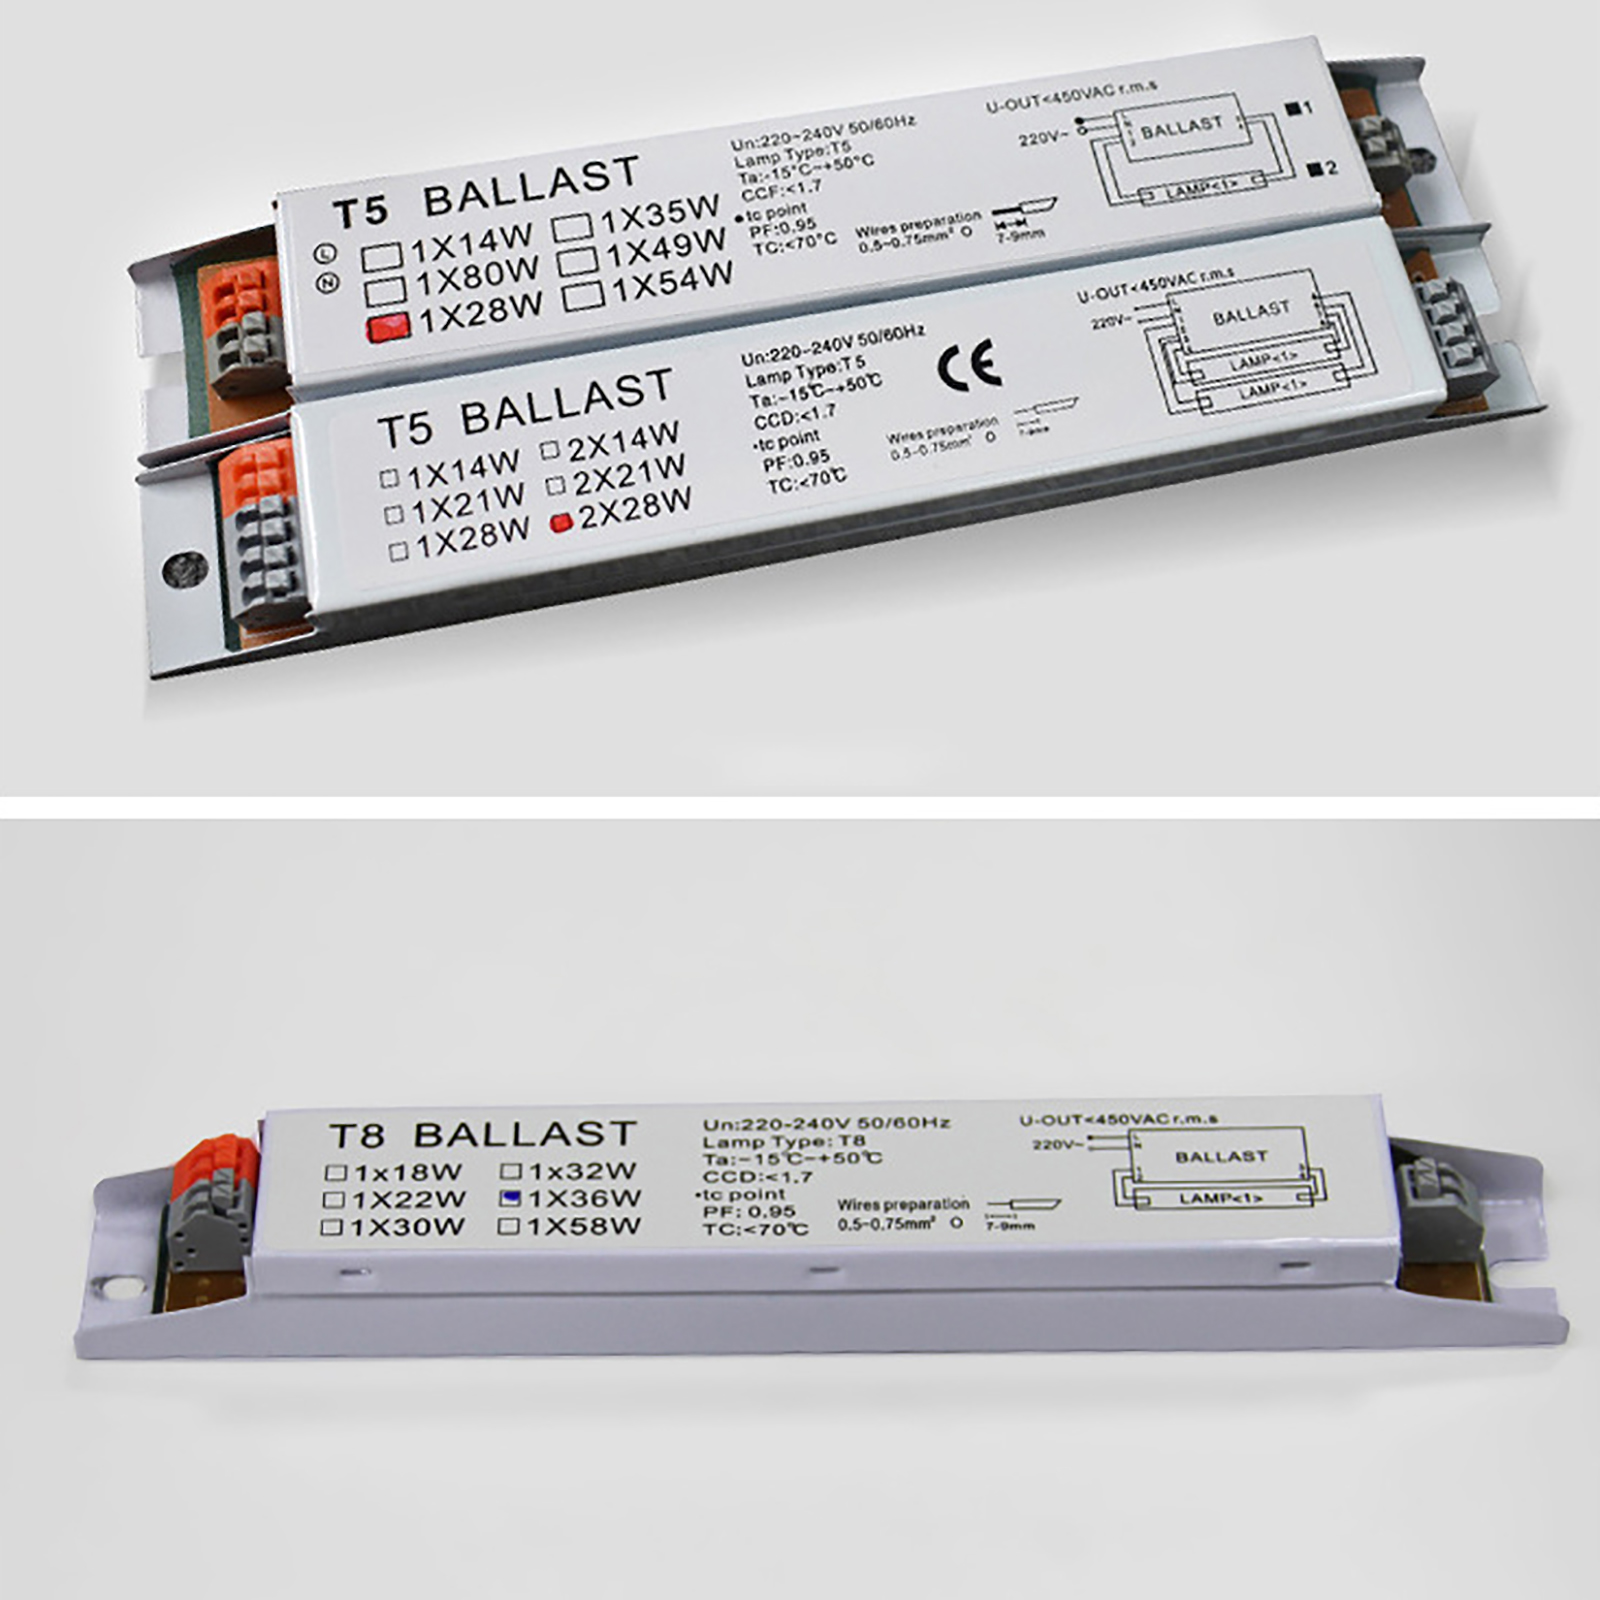 T5 BALLAST
L
N
1X14W
1X35W
1X80W
1X49W
1X28W
1X54W
Un:220~240V 50/60Hz
Lamp Type:T5
Ta:-15°C~+50°C
CCF:<1.7
•tc point
PF:0.95
TC:<70°C
Wires preparation
0.5~0.75mm² O
7-9mm
U-OUT<450VAC r.m.s
220V~
BALLAST
LAMP<1>
1
2
T5 BALLAST
1X14W
2X14W
1X21W
2X21W
1X28W
2X28W
Un:220-240V 50/60Hz
Lamp Type:T5
Ta:-15℃~+50℃
CCD:<1.7
•tc point
PF:0.95
TC:<70℃
CE
Wires preparation
0.5-0.75mm² O
7-9mm
U-OUT<450VAC r.m.s
220V~
BALLAST
LAMP<1>
LAMP<1>
T8 BALLAST
1x18W
1x32W
1X22W
1X36W
1X30W
1X58W
Un:220-240V 50/60Hz
Lamp Type: T8
Ta:-15℃~+50℃
CCD:<1.7
•tc point
PF: 0.95
TC:<70℃
Wires preparation
0.5~0.75mm² O
7-9mm
U-OUT<450VAC r.m.s
220V~
L
N
BALLAST
LAMP<1>